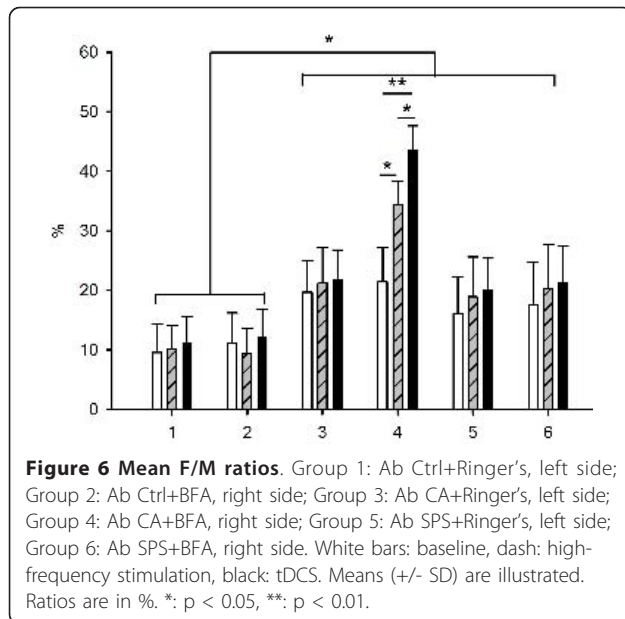 *
60
50
40
30
20
10
0
%
**
*
*
1 2 3 4 5 6
Figure 6 Mean F/M ratios. Group 1: Ab Ctrl+Ringer's, left side;
Group 2: Ab Ctrl+BFA, right side; Group 3: Ab CA+Ringer's, left side;
Group 4: Ab CA+BFA, right side; Group 5: Ab SPS+Ringer's, left side;
Group 6: Ab SPS+BFA, right side. White bars: baseline, dash: high-
frequency stimulation, black: tDCS. Means (+/- SD) are illustrated.
Ratios are in %. *: p < 0.05, **: p < 0.01.